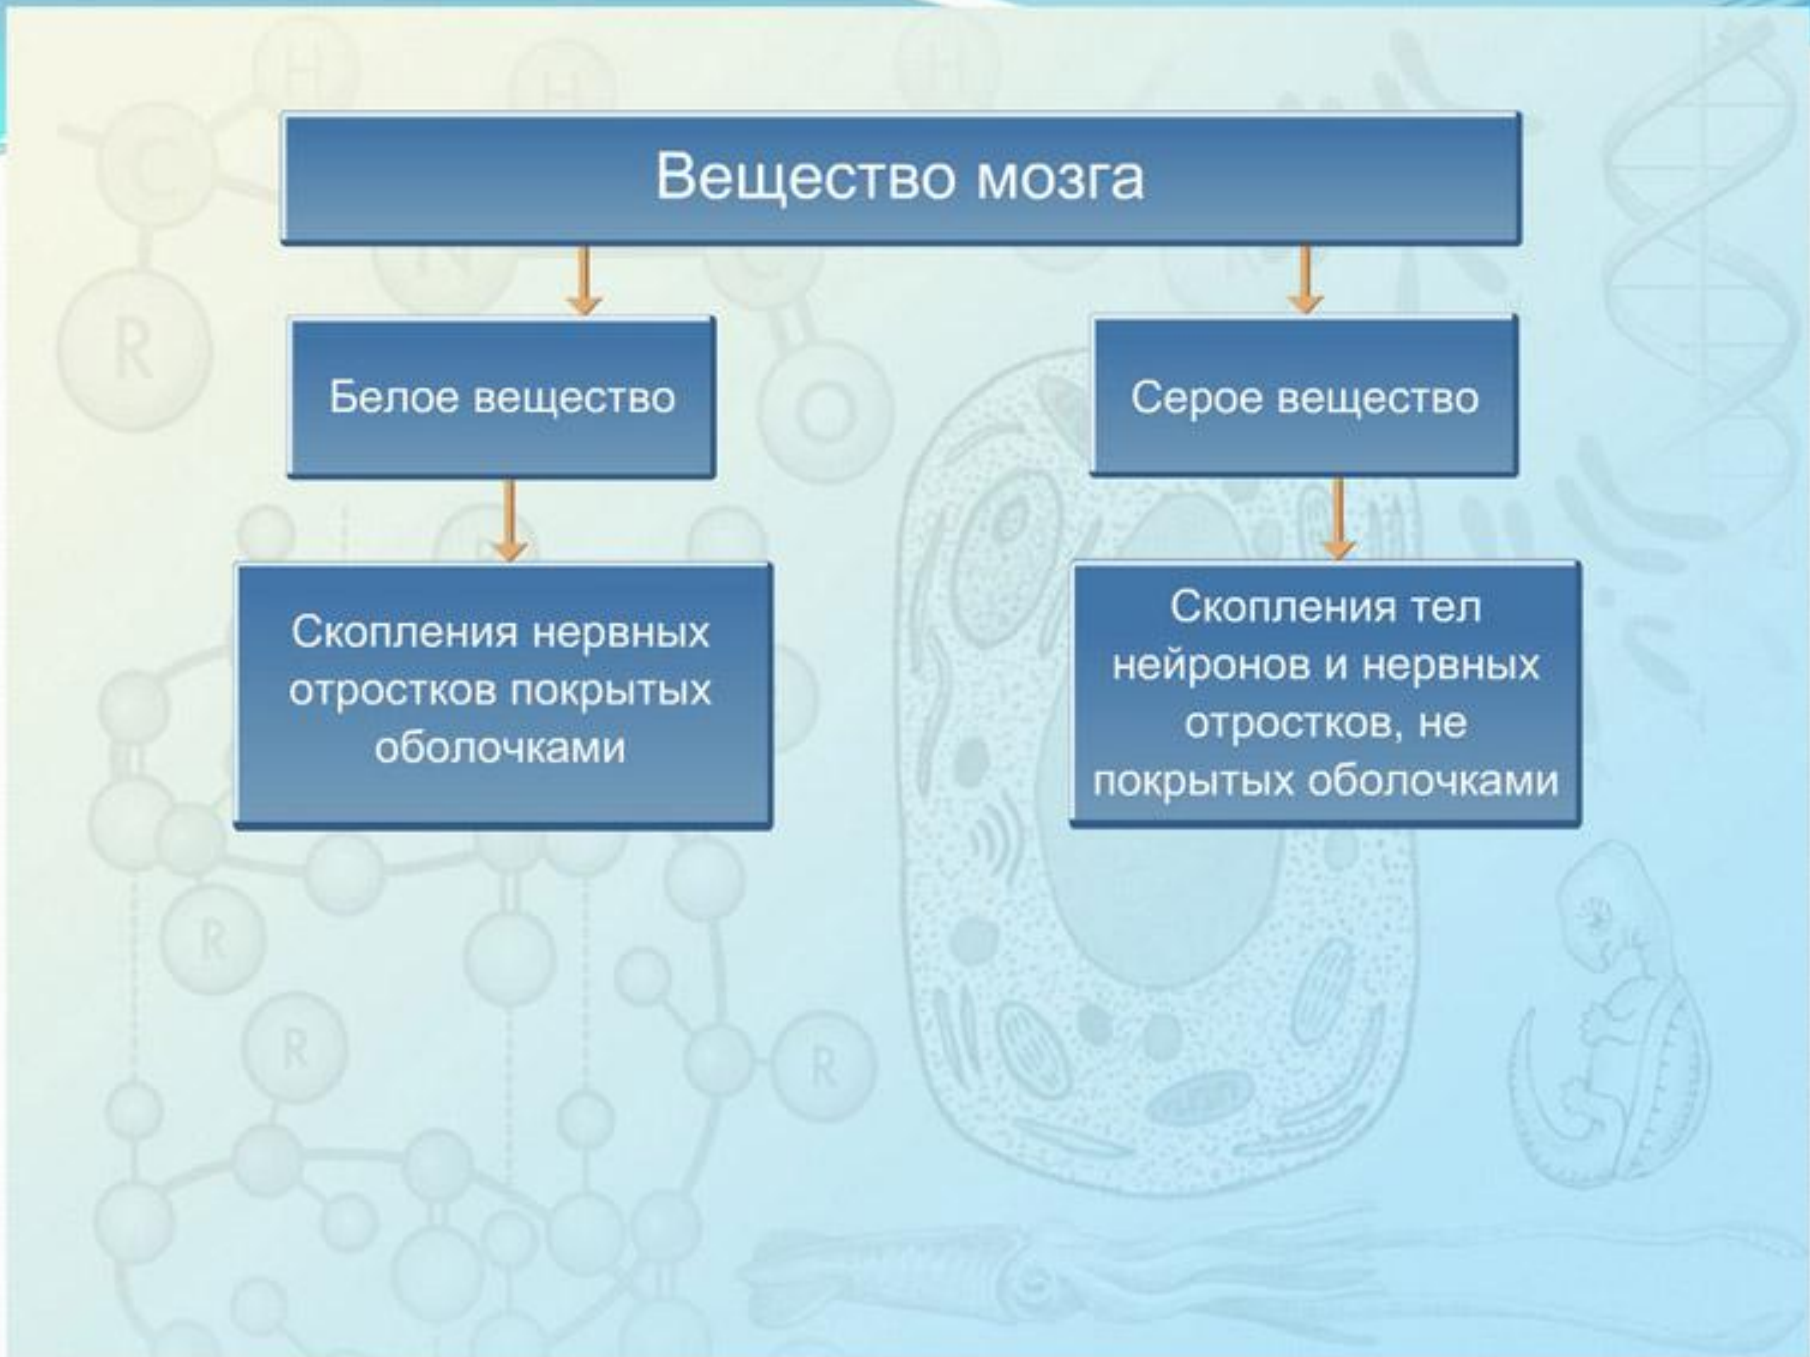 Вещество мозга
Белое вещество
Серое вещество
Скопления нервных
отростков покрытых
оболочками
Скопления тел
нейронов и нервных
отростков, не
покрытых оболочками
H
H
H
C
N
C
R
O
R
R
R